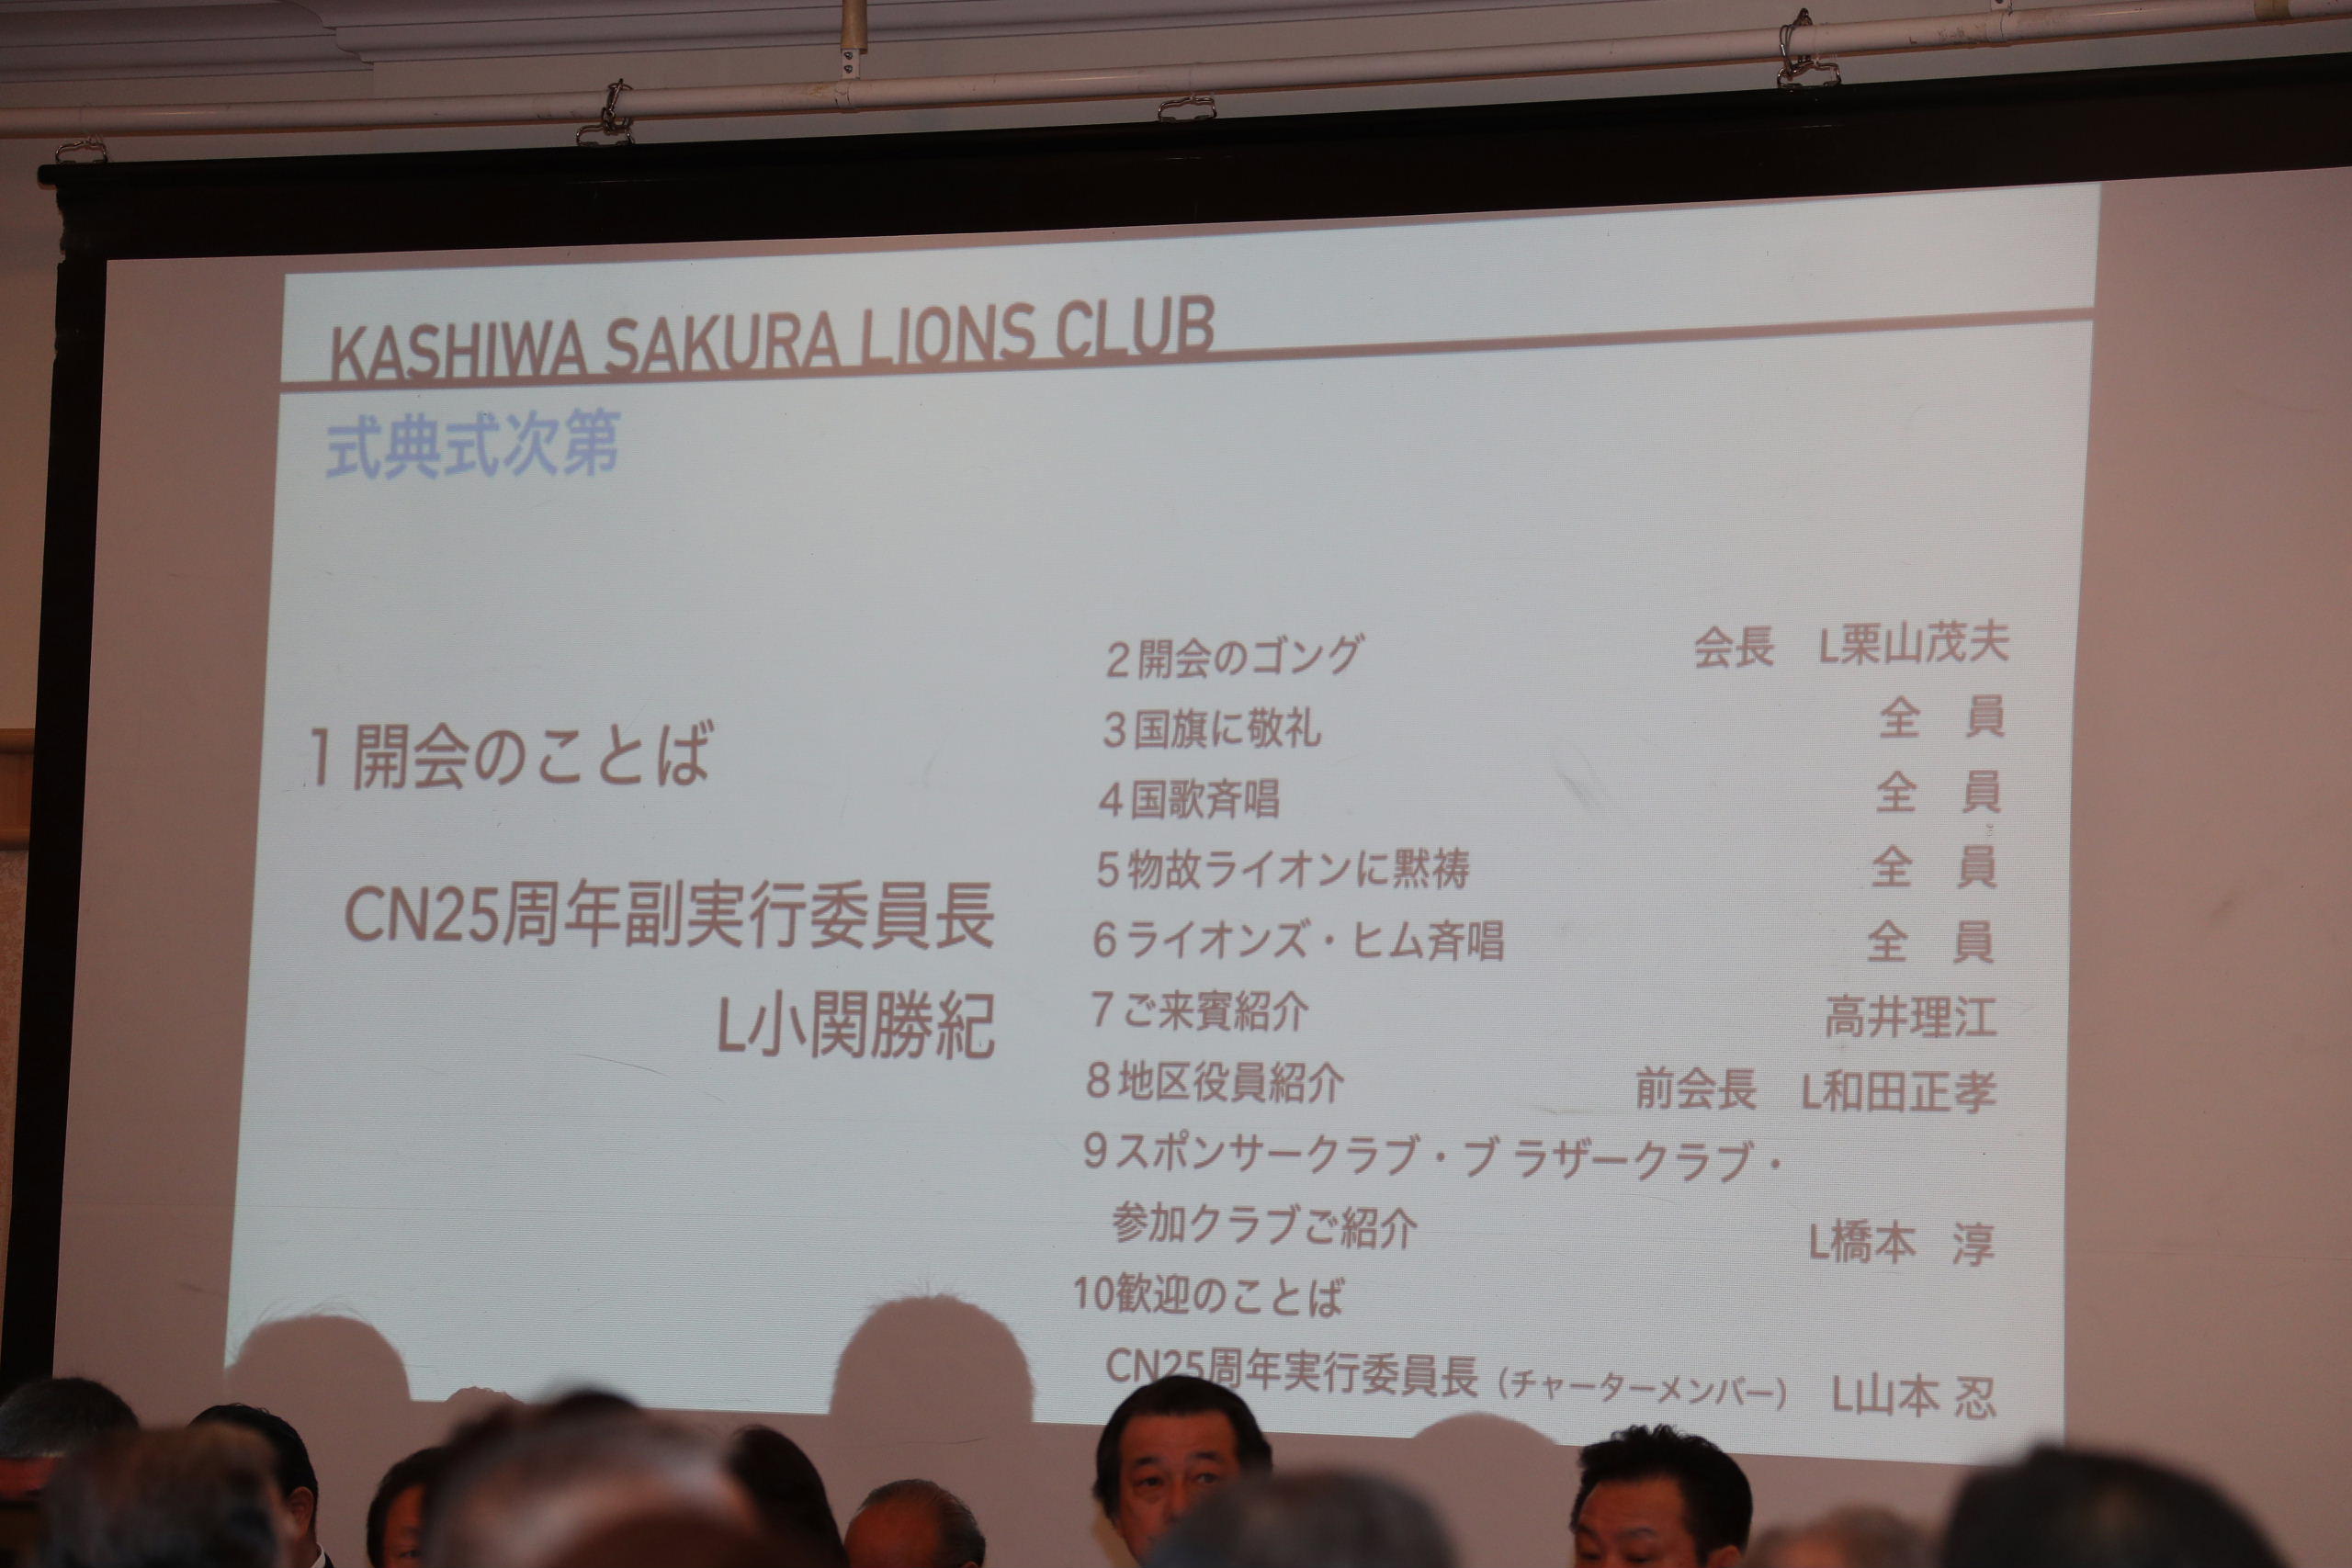 KASHIWA SAKURA LIONS CLUB
式典式次第
1 開会のことば
CN25周年副実行委員長
L小関勝紀
2 開会のゴング 会長 L栗山茂夫
3 国旗に敬礼 全 員
4 国歌斉唱 全 員
5 物故ライオンに黙祷 全 員
6 ライオンズ・ヒム斉唱 全 員
7 ご来賓紹介 高井理江
8 地区役員紹介 前会長 L和田正孝
9 スポンサークラブ・ブ ラザークラブ・
参加クラブご紹介 L橋本 淳
10歓迎のことば
CN25周年実行委員長（チャーターメンバー） L山本 忍